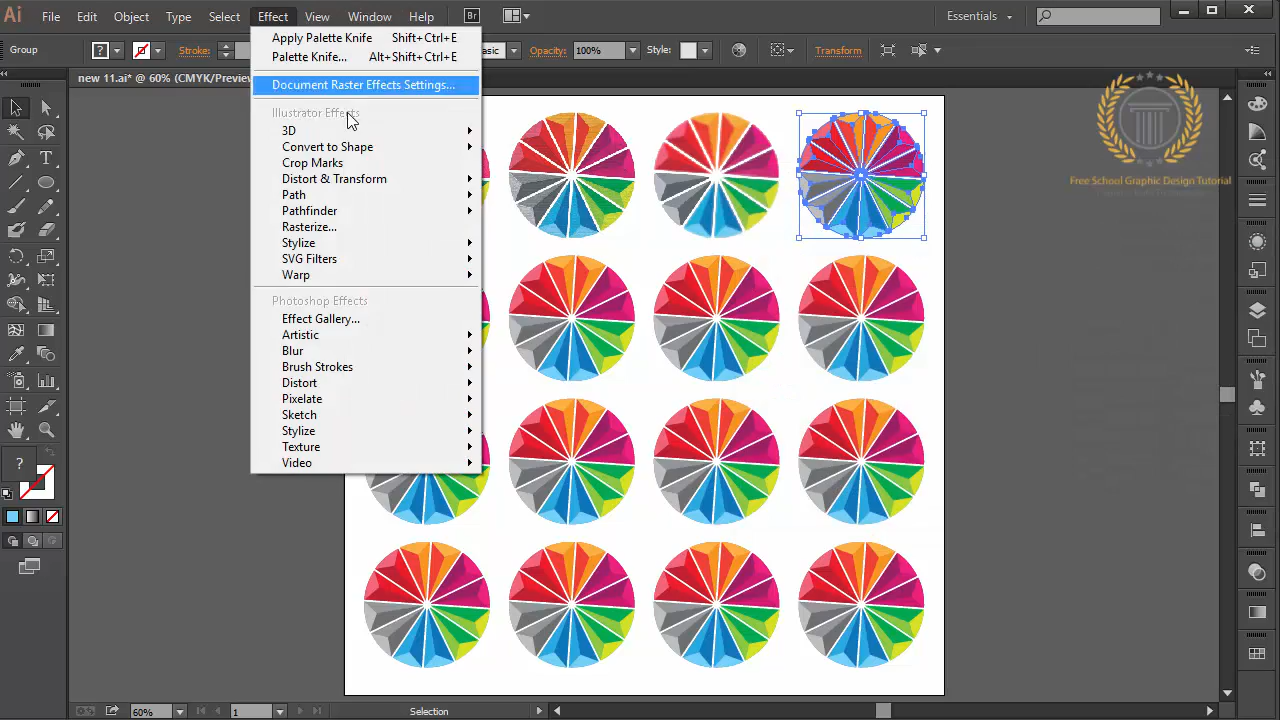 Ai File Edit Object Type Select Effect View Window Help Br Essentials
Group Stroke: asic Opacity: 100% Style: Transform
new 11.ai* @ 60% (CMYK/Preview
Apply Palette Knife Shift+Ctrl+E
Palette Knife... Alt+Shift+Ctrl+E
Document Raster Effects Settings...
Illustrator Effects
3D
Convert to Shape
Crop Marks
Distort & Transform
Path
Pathfinder
Rasterize...
Stylize
SVG Filters
Warp
Photoshop Effects
Effect Gallery...
Artistic
Blur
Brush Strokes
Distort
Pixelate
Sketch
Stylize
Texture
Video
Free School Graphic Design Tutorial
?
?
T
60% 1 Selection